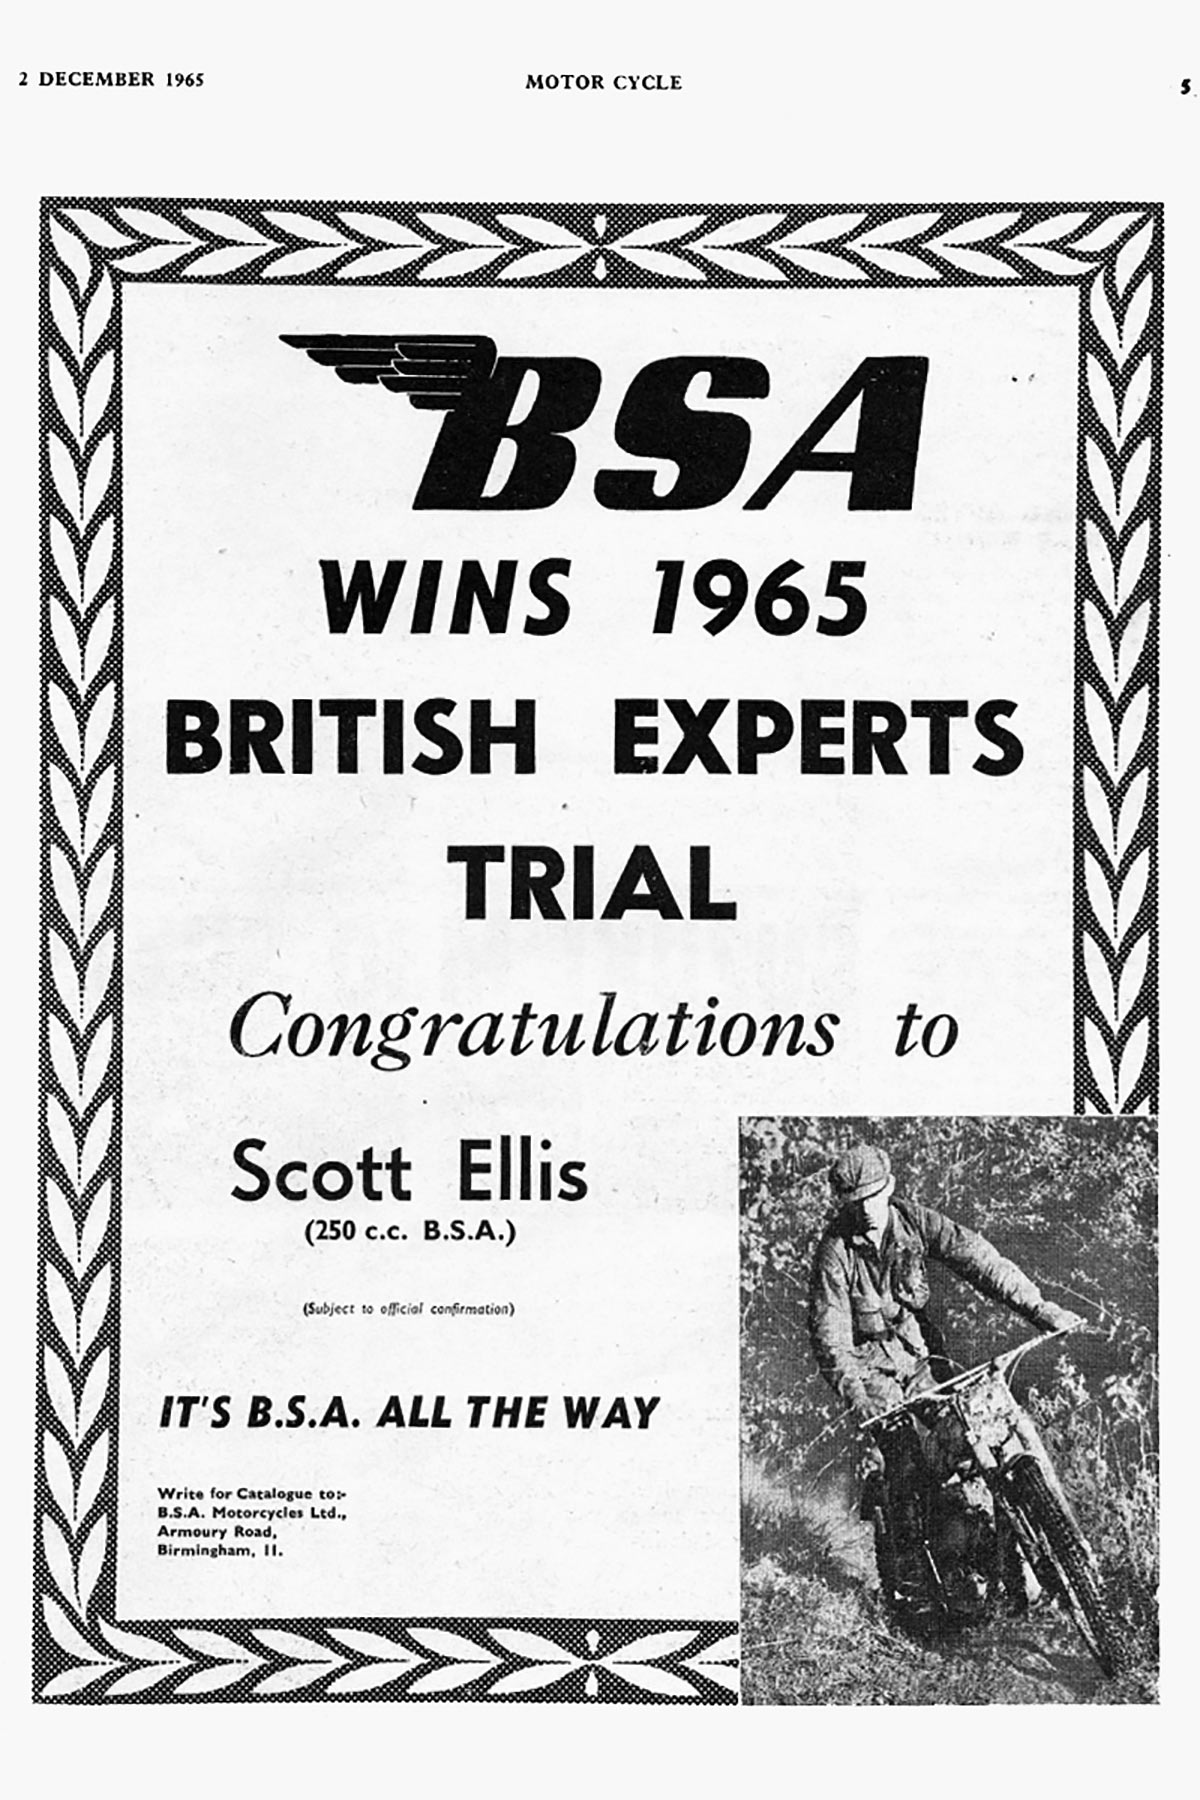 2 DECEMBER 1965
MOTOR CYCLE
5
BSA
WINS 1965
BRITISH EXPERTS
TRIAL
Congratulations to
Scott Ellis
(250 c.c. B.S.A.)
(Subject to official confirmation)
IT'S B.S.A. ALL THE WAY
Write for Catalogue to:-
B.S.A. Motorcycles Ltd.,
Armoury Road,
Birmingham, 11.